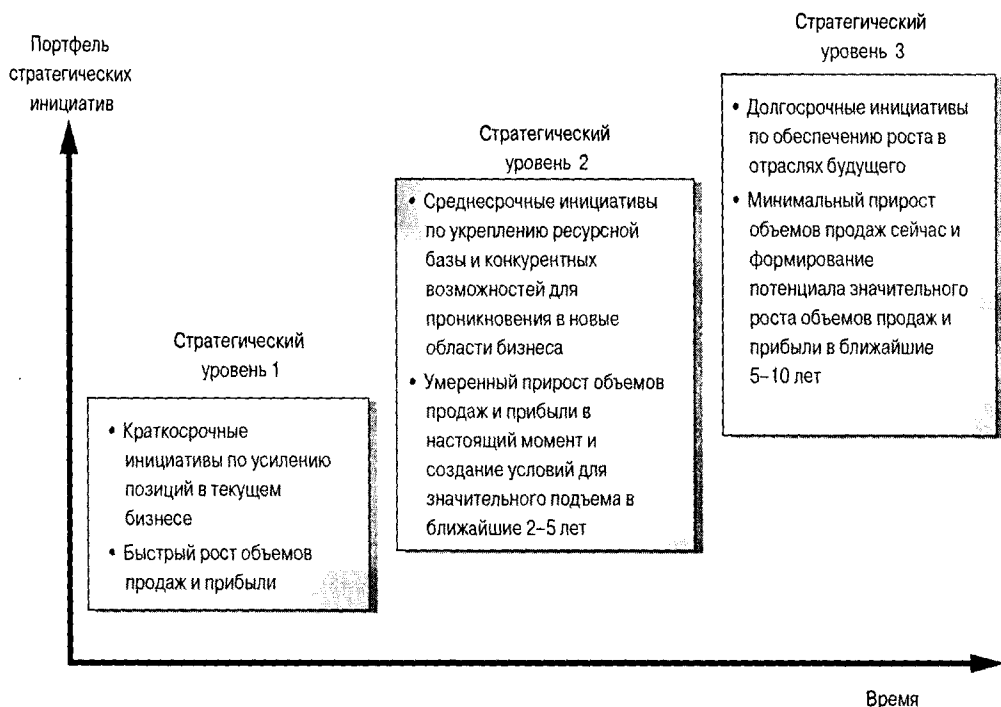 Портфель
стратегических
инициатив
Стратегический
уровень 1
• Краткосрочные
инициативы по усилению
позиций в текущем
бизнесе
• Быстрый рост объемов
продаж и прибыли
Стратегический
уровень 2
• Среднесрочные инициативы
по укреплению ресурсной
базы и конкурентных
возможностей для
проникновения в новые
области бизнеса
• Умеренный прирост объемов
продаж и прибыли в
настоящий момент и
создание условий для
значительного подъема в
ближайшие 2–5 лет
Стратегический
уровень 3
• Долгосрочные инициативы
по обеспечению роста в
отраслях будущего
• Минимальный прирост
объемов продаж сейчас и
формирование
потенциала значительного
роста объемов продаж и
прибыли в ближайшие
5–10 лет
Время